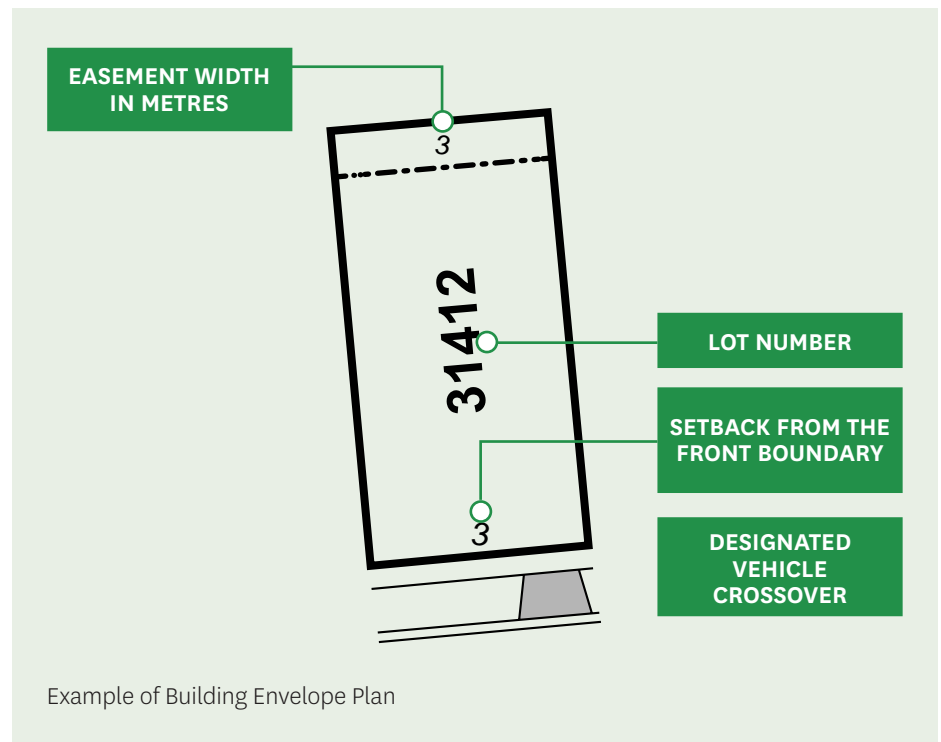 EASEMENT WIDTH
IN METRES
3
31412
LOT NUMBER
SETBACK FROM THE
FRONT BOUNDARY
3
DESIGNATED
VEHICLE
CROSSOVER
Example of Building Envelope Plan